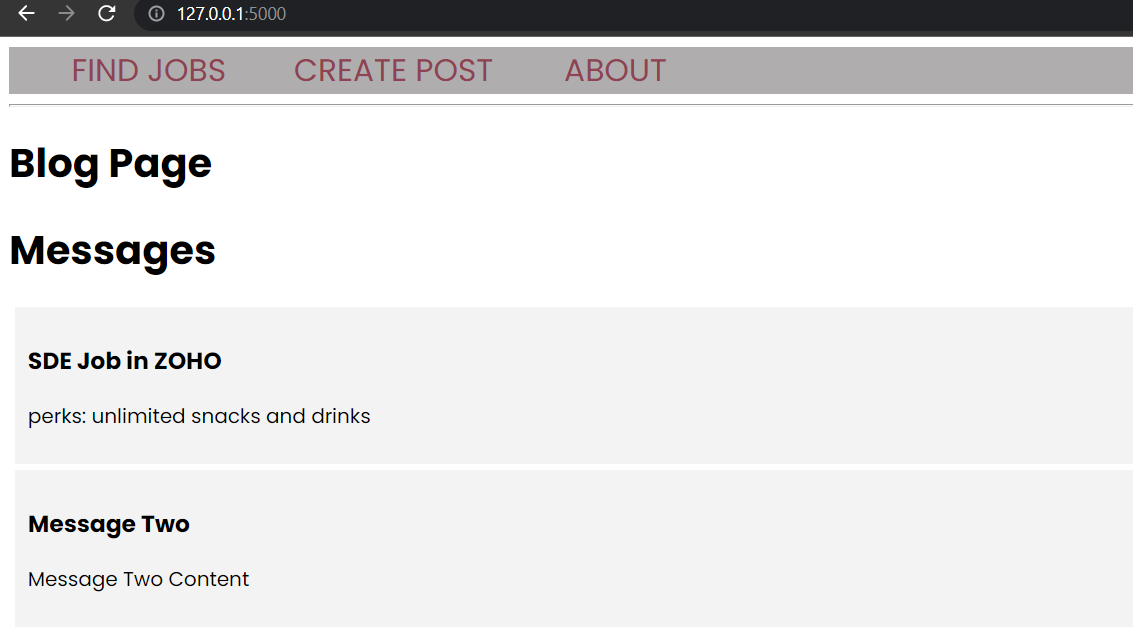 127.0.0.1:5000
FIND JOBS CREATE POST ABOUT
Blog Page
Messages
SDE Job in ZOHO
perks: unlimited snacks and drinks
Message Two
Message Two Content